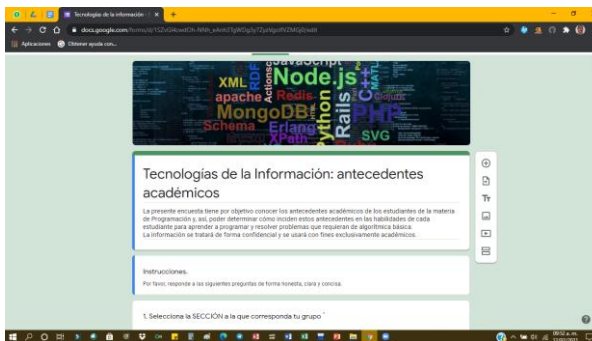 Tecnologías de la información
docs.google.com/forms/d/
Aplicaciones
Obtener ayuda con...
JavaScript
XML
RDF
Node.js
C++
apache
Redis
Python
Rails
MongoDB
PHP
Schema
Erlang
XPath
SVG
Tecnologías de la Información: antecedentes
académicos
La presente encuesta tiene por objetivo conocer los antecedentes académicos de los estudiantes de la materia
de Programación y, así, poder determinar cómo inciden estos antecedentes en las habilidades de cada
estudiante para aprender a programar y resolver problemas que requieran de algorítmica básica.
La información se tratará de forma confidencial y se usará con fines exclusivamente académicos.
Instrucciones.
Por favor, responde a las siguientes preguntas de forma honesta, clara y concisa.
1. Selecciona la SECCIÓN a la que corresponda tu grupo *
09:52 a. m.